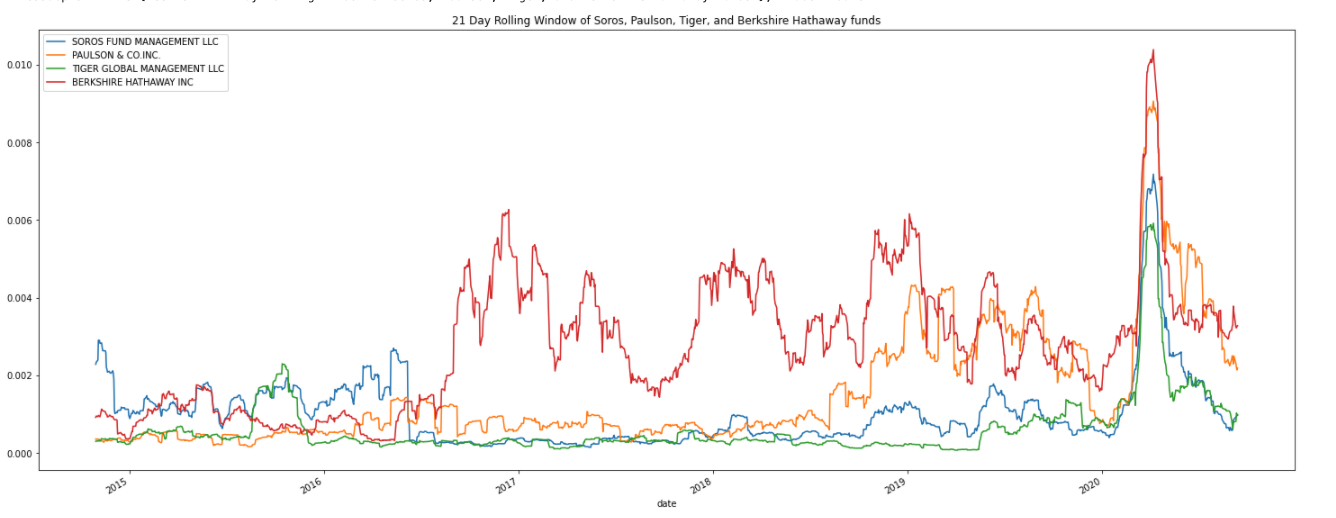 21 Day Rolling Window of Soros, Paulson, Tiger, and Berkshire Hathaway funds
SOROS FUND MANAGEMENT LLC
PAULSON & CO.INC.
TIGER GLOBAL MANAGEMENT LLC
BERKSHIRE HATHAWAY INC
0.010
0.008
0.006
0.004
0.002
0.000
2015
2016
2017
2018
2019
2020
date